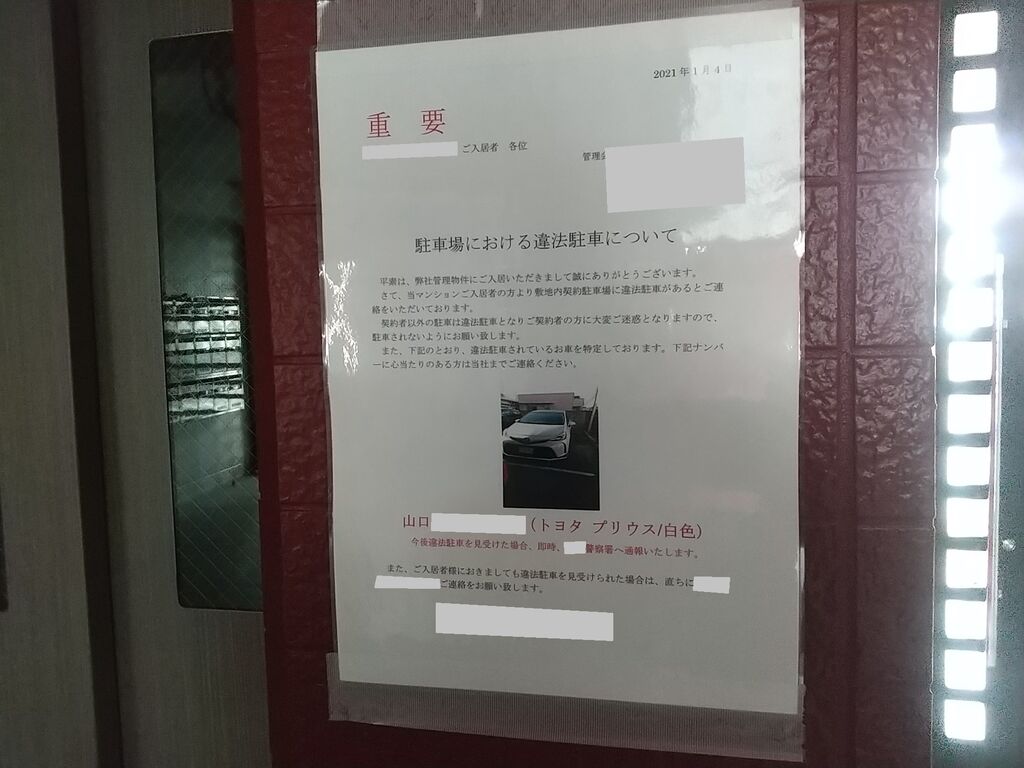 2021年1月4日
重 要
ご入居者 各位
管理会
駐車場における違法駐車について
平素は、弊社管理物件にご入居いただきまして誠にありがとうございます。
さて、当マンションご入居者の方より敷地内契約駐車場に違法駐車があるとご連
絡をいただいております。
契約者以外の駐車は違法駐車となりご契約者の方に大変ご迷惑となりますので、
駐車されないようにお願い致します。
また、下記のとおり、違法駐車されているお車を特定しております。下記ナンバ
ーに心当たりのある方は当社までご連絡ください。
山口 （トヨタ プリウス/白色）
今後違法駐車を見受けた場合、即時、 警察署へ通報いたします。
また、ご入居者様におきましても違法駐車を見受けられた場合は、直ちに
ご連絡をお願い致します。